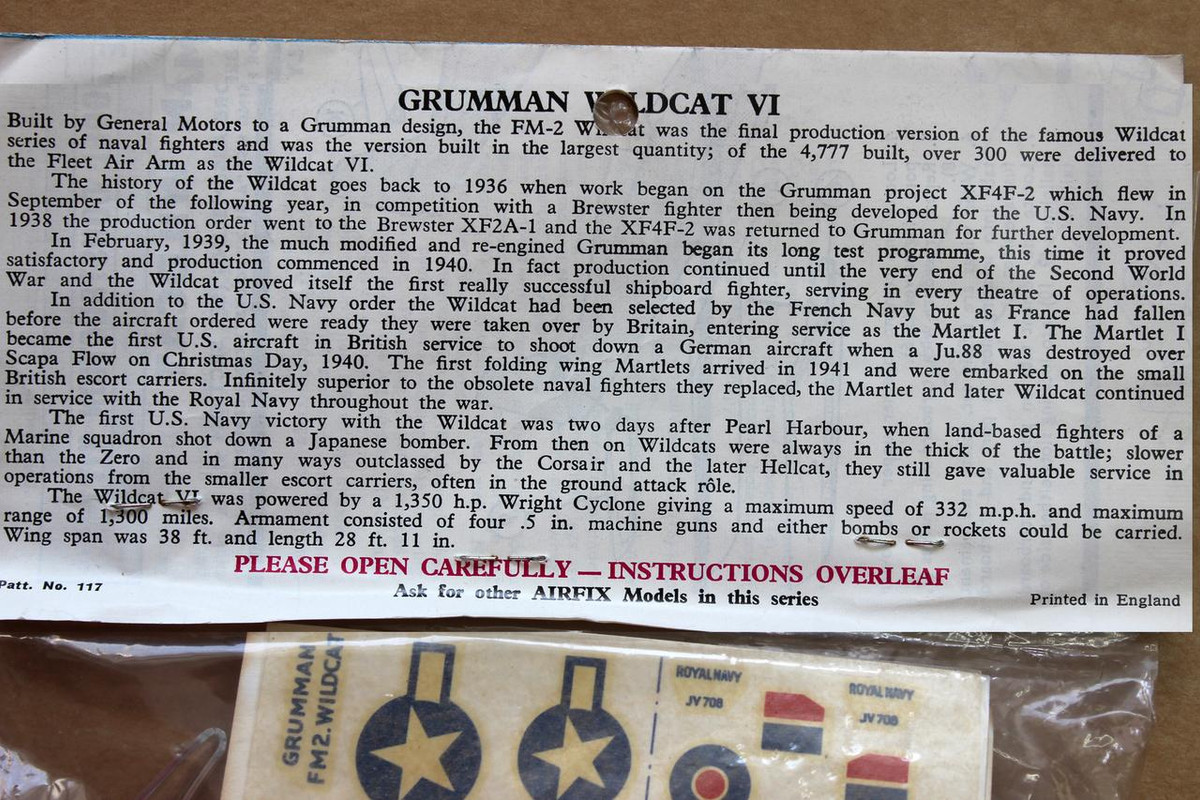 GRUMMAN WILDCAT VI
Built by General Motors to a Grumman design, the FM-2 Wildcat was the final production version of the famous Wildcat
series of naval fighters and was the version built in the largest quantity; of the 4,777 built, over 300 were delivered to
the Fleet Air Arm as the Wildcat VI.
The history of the Wildcat goes back to 1936 when work began on the Grumman project XF4F-2 which flew in
September of the following year, in competition with a Brewster fighter then being developed for the U.S. Navy. In
1938 the production order went to the Brewster XF2A-1 and the XF4F-2 was returned to Grumman for further development.
In February, 1939, the much modified and re-engined Grumman began its long test programme, this time it proved
satisfactory and production commenced in 1940. In fact production continued until the very end of the Second World
War and the Wildcat proved itself the first really successful shipboard fighter, serving in every theatre of operations.
In addition to the U.S. Navy order the Wildcat had been selected by the French Navy but as France had fallen
before the aircraft ordered were ready they were taken over by Britain, entering service as the Martlet I. The Martlet I
became the first U.S. aircraft in British service to shoot down a German aircraft when a Ju.88 was destroyed over
Scapa Flow on Christmas Day, 1940. The first folding wing Martlets arrived in 1941 and were embarked on the small
British escort carriers. Infinitely superior to the obsolete naval fighters they replaced, the Martlet and later Wildcat continued
in service with the Royal Navy throughout the war.
The first U.S. Navy victory with the Wildcat was two days after Pearl Harbour, when land-based fighters of a
Marine squadron shot down a Japanese bomber. From then on Wildcats were always in the thick of the battle; slower
than the Zero and in many ways outclassed by the Corsair and the later Hellcat, they still gave valuable service in
operations from the smaller escort carriers, often in the ground attack rôle.
The Wildcat VI was powered by a 1,350 h.p. Wright Cyclone giving a maximum speed of 332 m.p.h. and maximum
range of 1,300 miles. Armament consisted of four .5 in. machine guns and either bombs or rockets could be carried.
Wing span was 38 ft. and length 28 ft. 11 in.
PLEASE OPEN CAREFULLY — INSTRUCTIONS OVERLEAF
Patt. No. 117
Ask for other AIRFIX Models in this series
Printed in England
GRUMMAN
FM2. WILDCAT
ROYAL NAVY
JV 708
ROYAL NAVY
JV 708